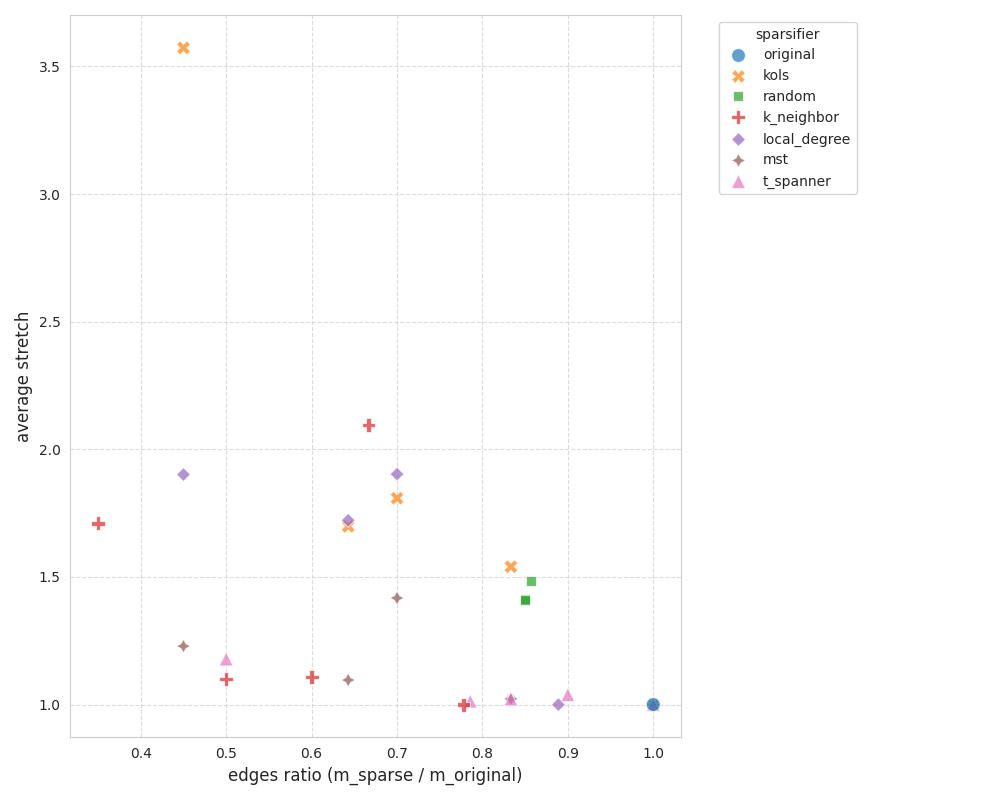 sparsifier
original
kols
random
k_neighbor
local_degree
mst
t_spanner
average stretch
3.5
3.0
2.5
2.0
1.5
1.0
0.4 0.5 0.6 0.7 0.8 0.9 1.0
edges ratio (m_sparse / m_original)